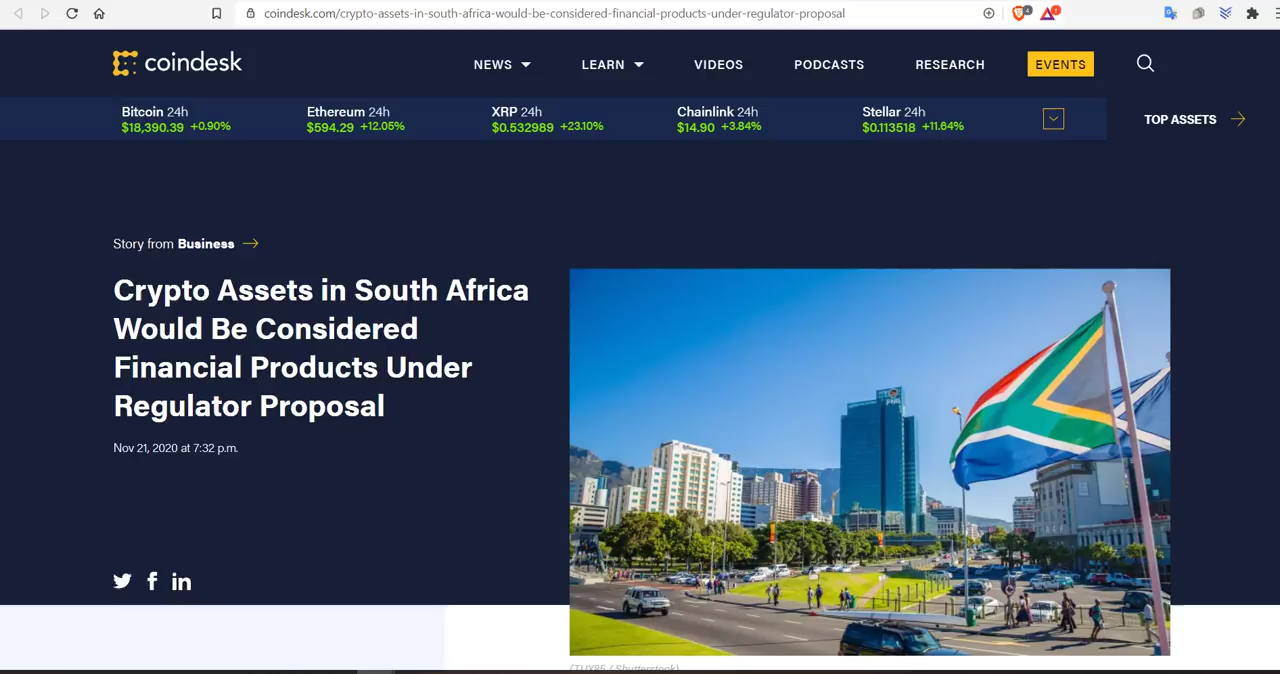 coindesk.com/crypto-assets-in-south-africa-would-be-considered-financial-products-under-regulator-proposal
coindesk
NEWS
LEARN
VIDEOS
PODCASTS
RESEARCH
EVENTS
Bitcoin 24h
$18,390.39 +0.90%
Ethereum 24h
$594.29 +12.05%
XRP 24h
$0.532989 +23.10%
Chainlink 24h
$14.90 +3.84%
Stellar 24h
$0.113518 +11.64%
TOP ASSETS
Story from Business
Crypto Assets in South Africa
Would Be Considered
Financial Products Under
Regulator Proposal
Nov 21, 2020 at 7:32 p.m.
(THX85 / Shutterstock)